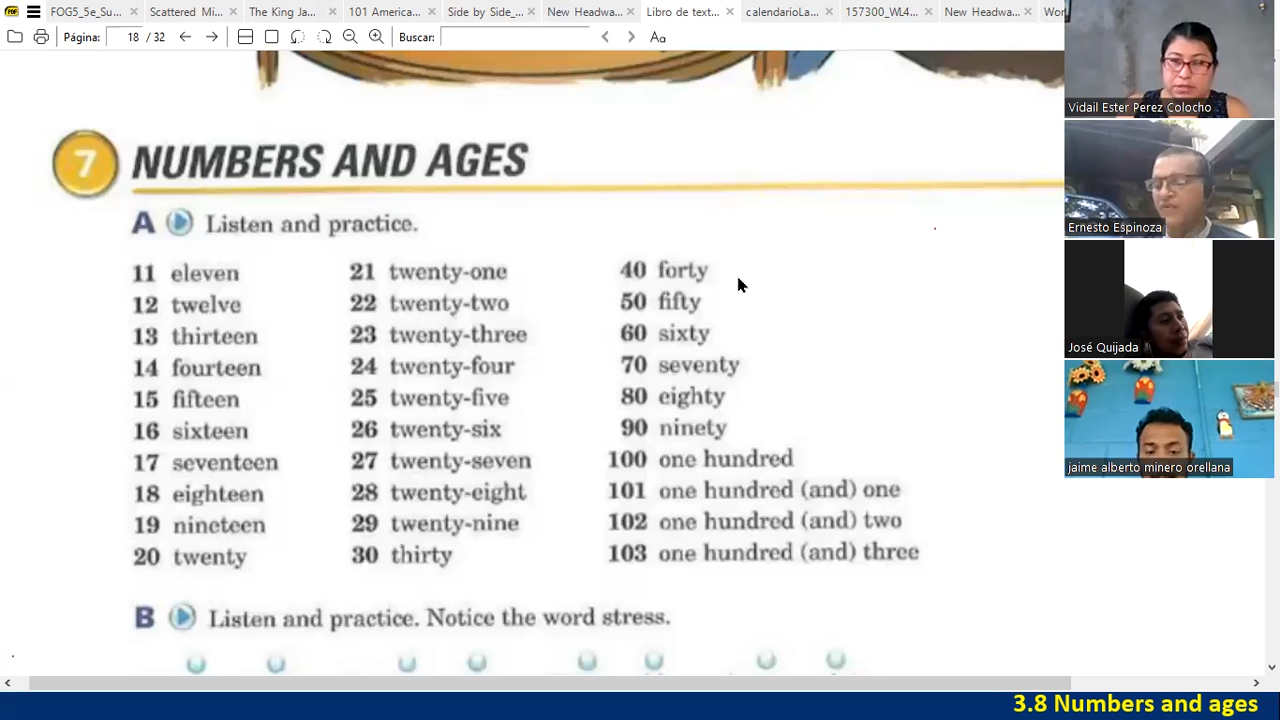 FOG5_5e_Su...
Scattered Mi...
The King Ja...
101 America...
Side by Side_...
New Headwa...
Libro de text...
calendarioLa...
157300_WL4...
New Headwa...
Wor
Página: 18 / 32 Buscar: Aa
7 NUMBERS AND AGES
A Listen and practice.
11 eleven 21 twenty-one 40 forty
12 twelve 22 twenty-two 50 fifty
13 thirteen 23 twenty-three 60 sixty
14 fourteen 24 twenty-four 70 seventy
15 fifteen 25 twenty-five 80 eighty
16 sixteen 26 twenty-six 90 ninety
17 seventeen 27 twenty-seven 100 one hundred
18 eighteen 28 twenty-eight 101 one hundred (and) one
19 nineteen 29 twenty-nine 102 one hundred (and) two
20 twenty 30 thirty 103 one hundred (and) three
B Listen and practice. Notice the word stress.
Vidail Ester Perez Colocho
Ernesto Espinoza
José Quijada
jaime alberto minero orellana
3.8 Numbers and ages